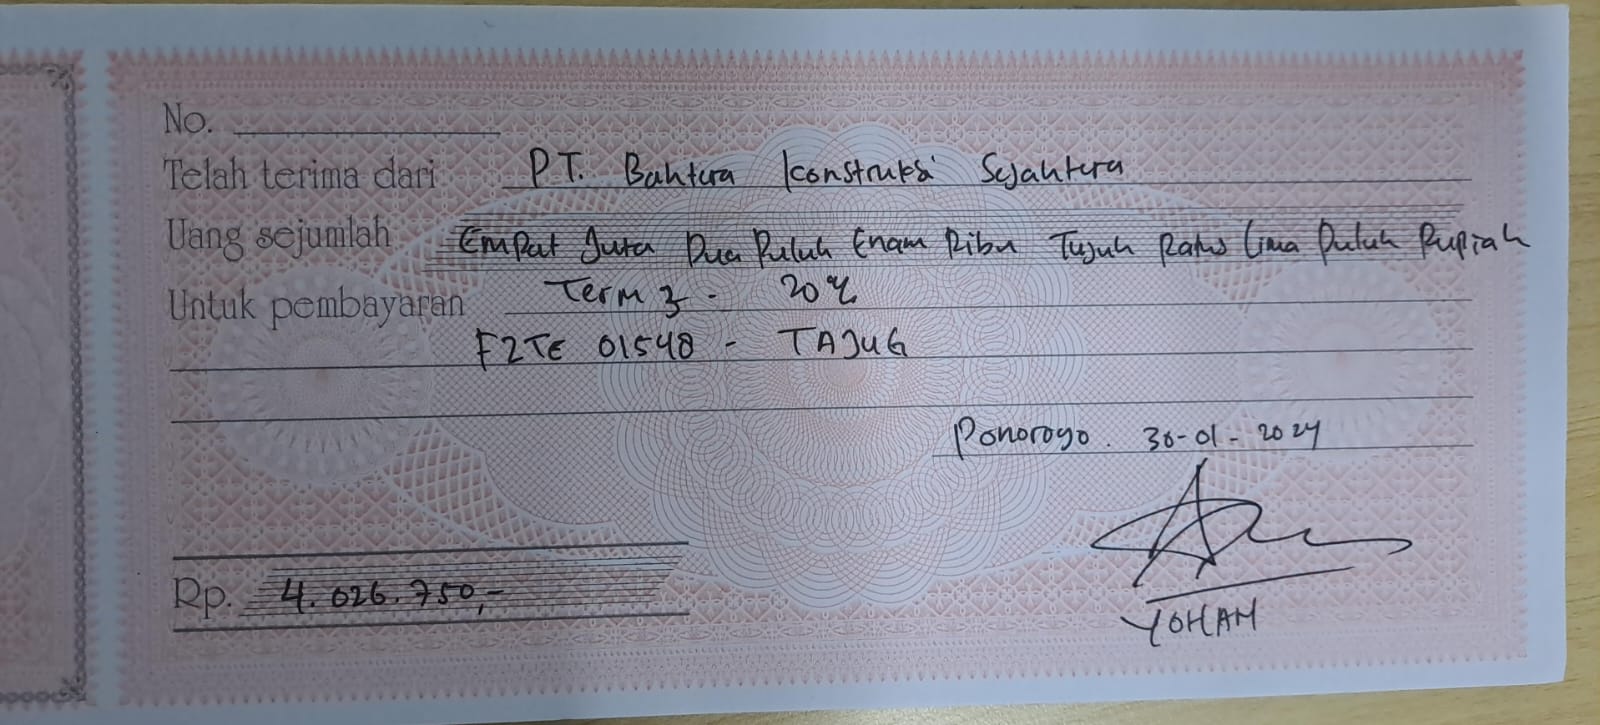 No.
Telah terima dari PT. Bahtera Konstruksi Sejahtera
Uang sejumlah Empat Juta Dua Puluh Enam Ribu Tujuh Ratus Lima Puluh Rupiah
Untuk pembayaran Term 3 - 20%
F2TE 01548 - TAJUG
Ponorogo. 30-01-2024
Rp. 4.026.750,-
YOHAN